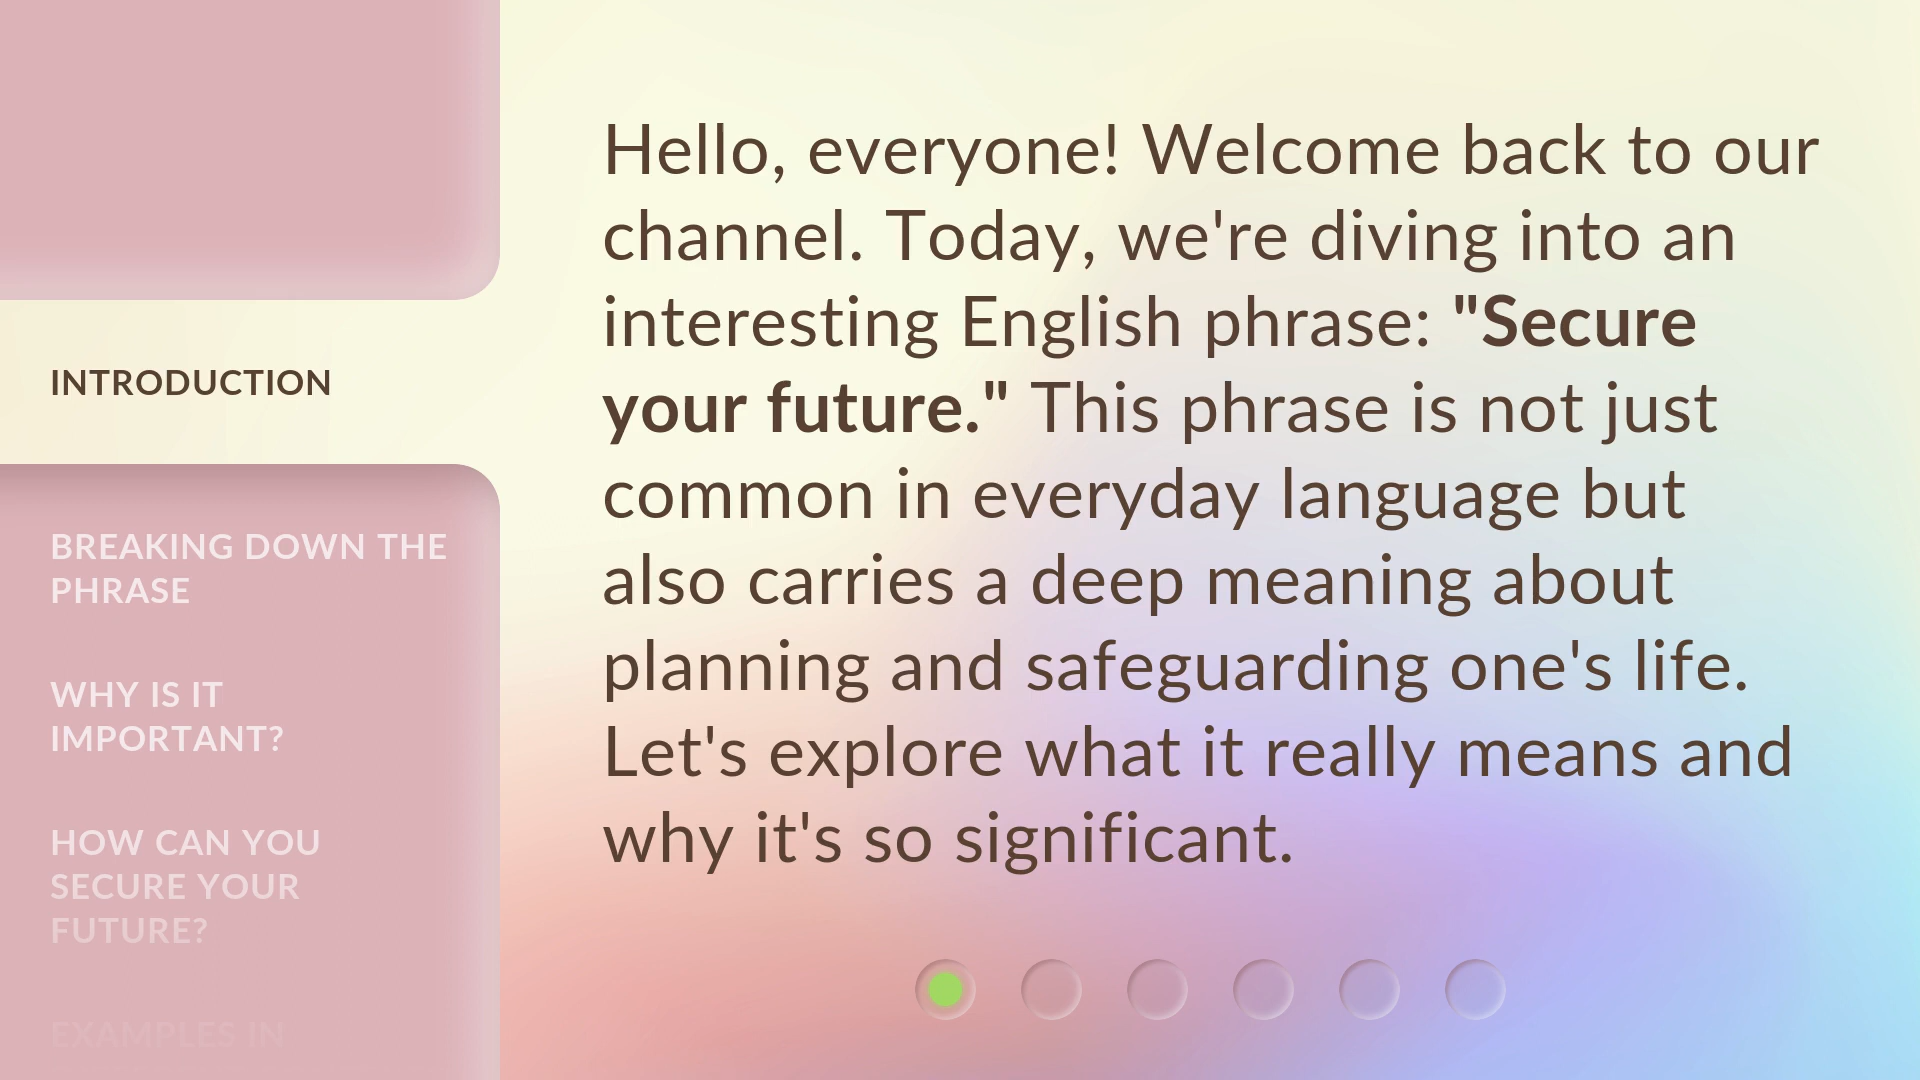 INTRODUCTION
BREAKING DOWN THE
PHRASE
WHY IS IT
IMPORTANT?
HOW CAN YOU
SECURE YOUR
FUTURE?
EXAMPLES IN
Hello, everyone! Welcome back to our
channel. Today, we're diving into an
interesting English phrase: "Secure
your future." This phrase is not just
common in everyday language but
also carries a deep meaning about
planning and safeguarding one's life.
Let's explore what it really means and
why it's so significant.